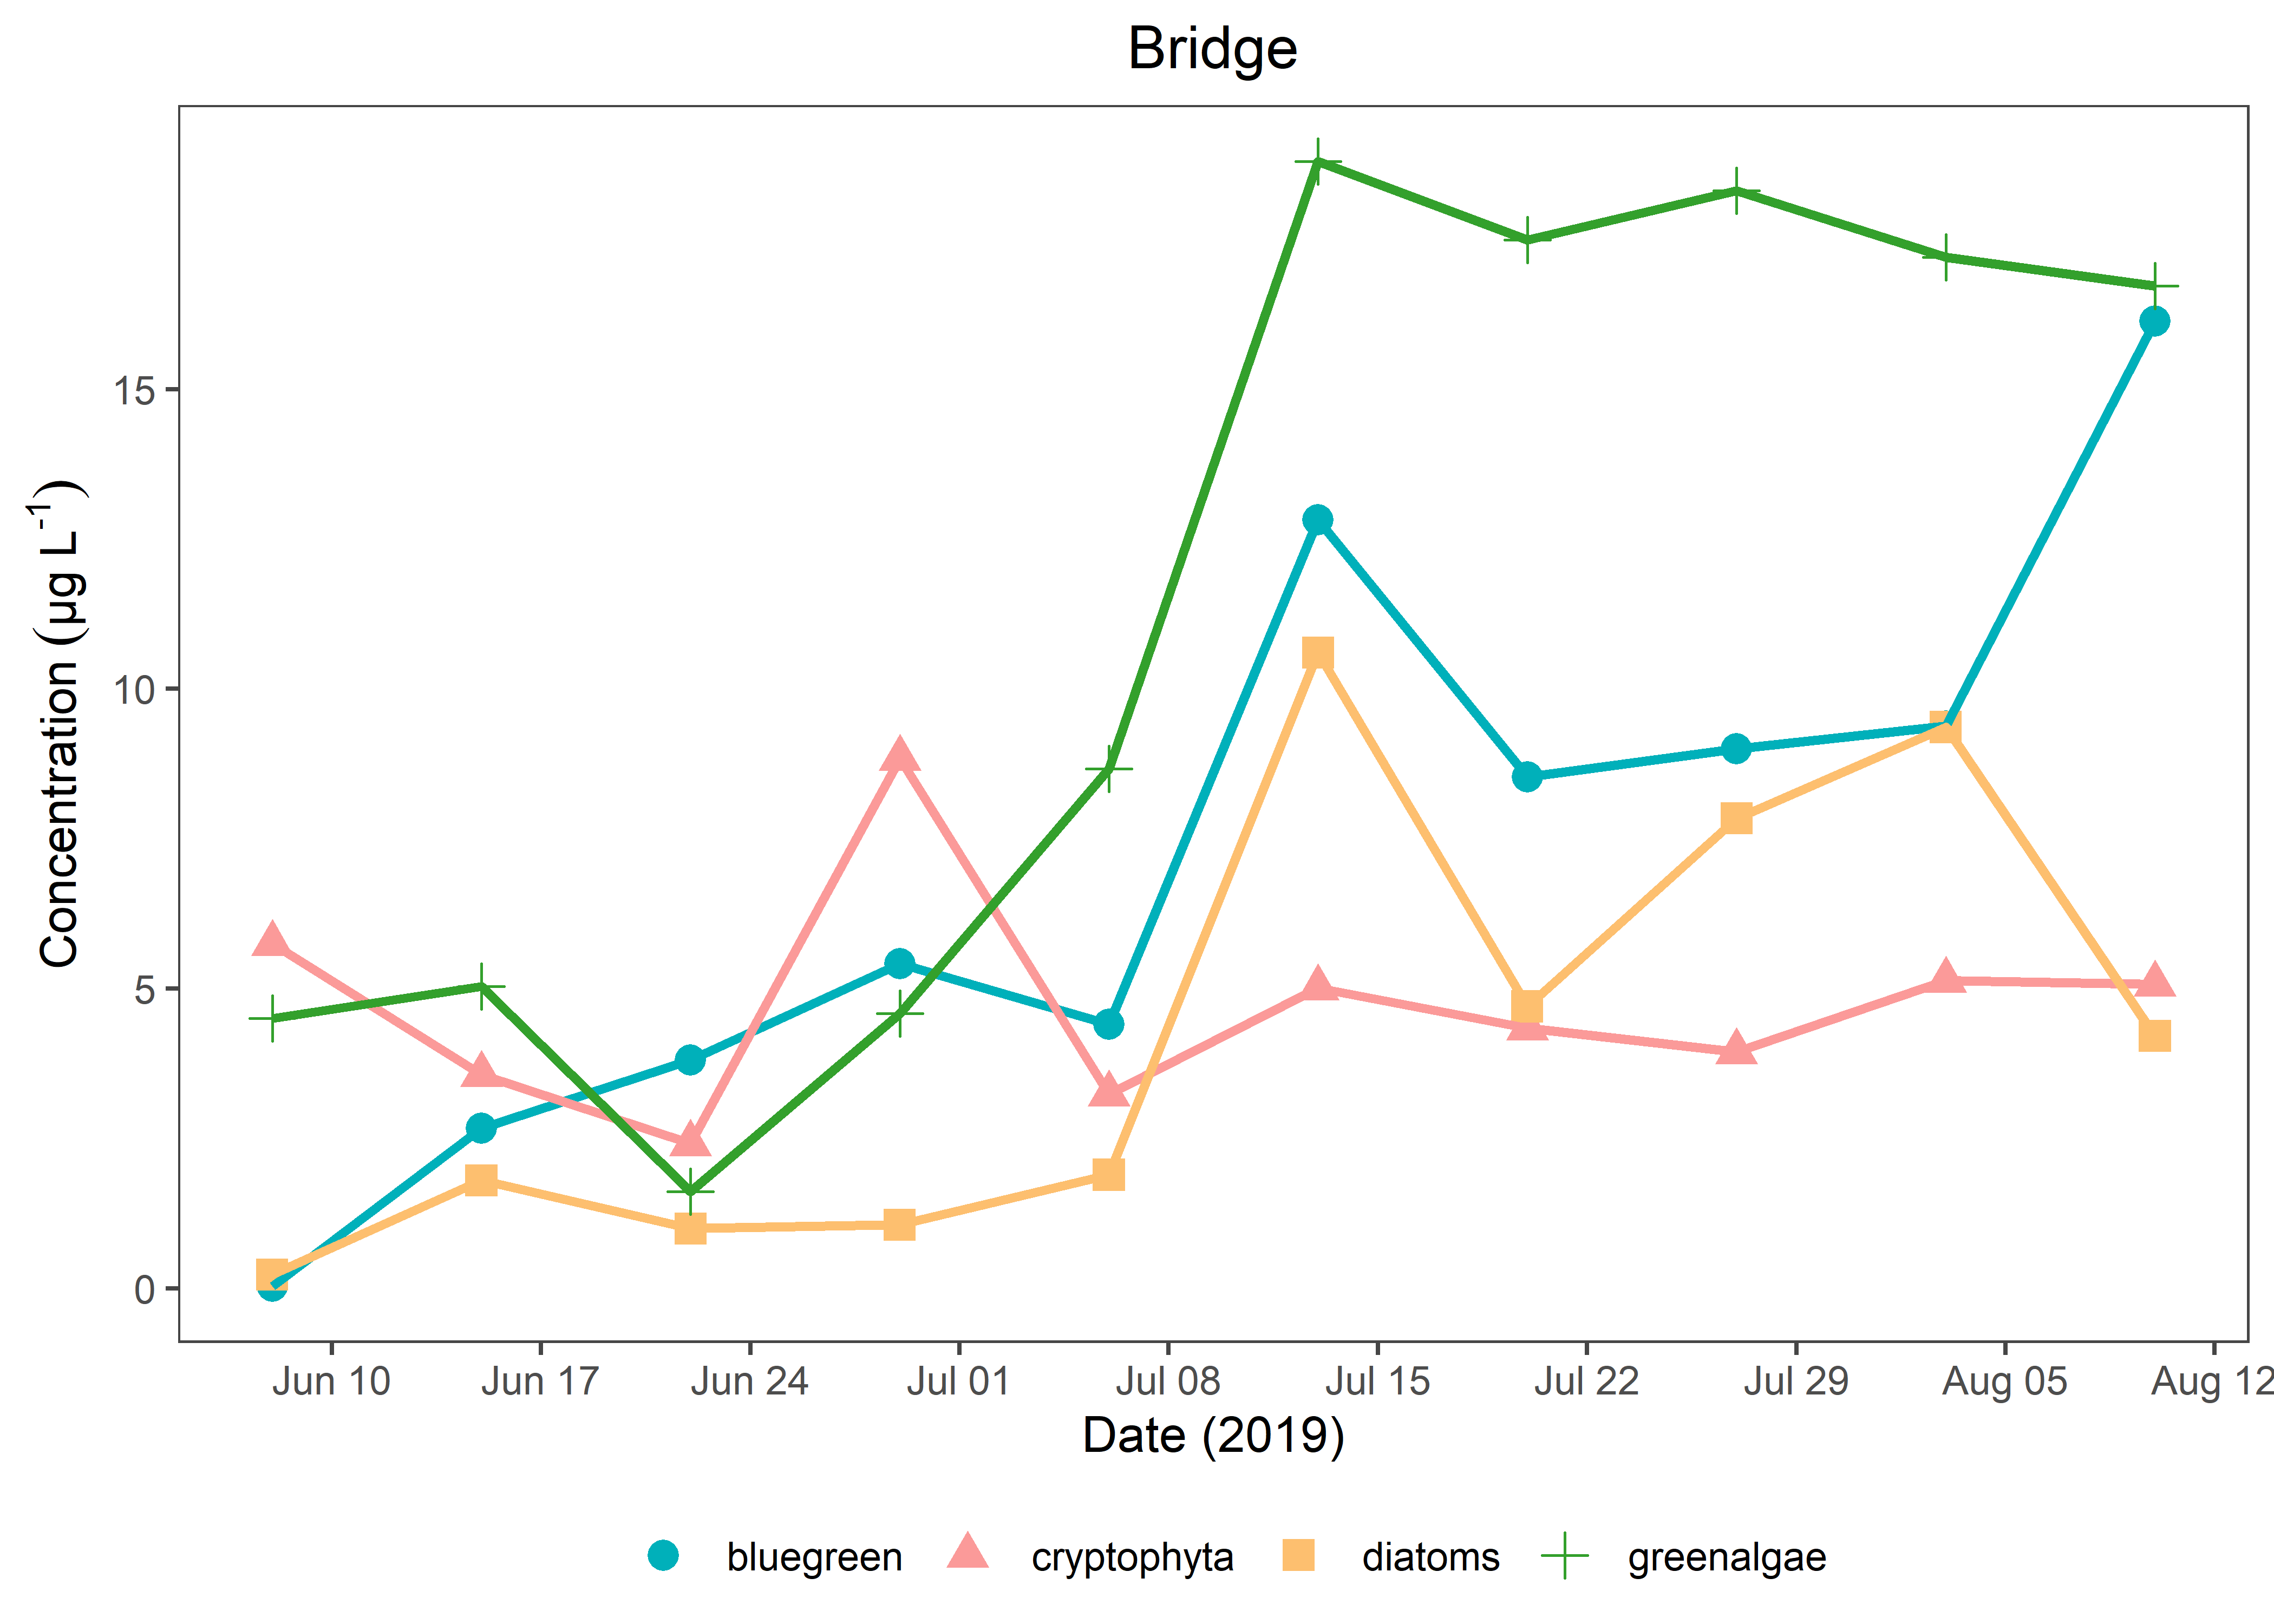 Bridge
Concentration (µg L⁻¹)
15
10
5
0
Jun 10 Jun 17 Jun 24 Jul 01 Jul 08 Jul 15 Jul 22 Jul 29 Aug 05 Aug 12
Date (2019)
bluegreen cryptophyta diatoms greenalgae